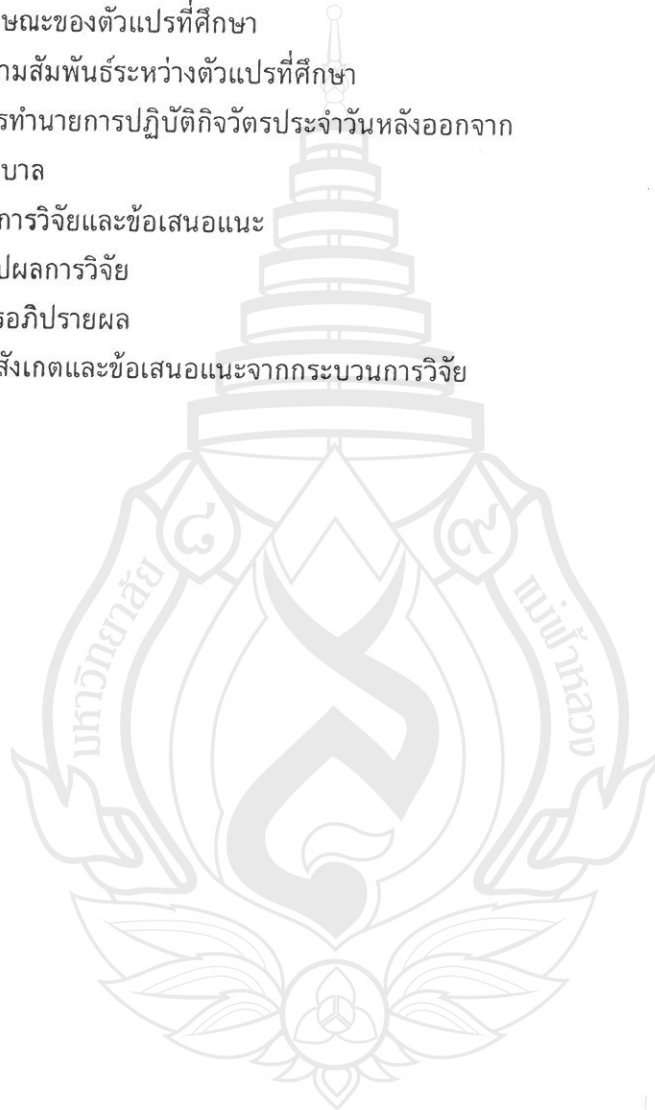 ษณะของตัวแปรที่ศึกษา
ามสัมพันธ์ระหว่างตัวแปรที่ศึกษา
รทำนายการปฏิบัติกิจวัตรประจำวันหลังออกจาก
บาล
การวิจัยและข้อเสนอแนะ
ปผลการวิจัย
รอภิปรายผล
สังเกตและข้อเสนอแนะจากกระบวนการวิจัย
๘ ๙
มหาวิทยาลัย แม่ฟ้าหลวง